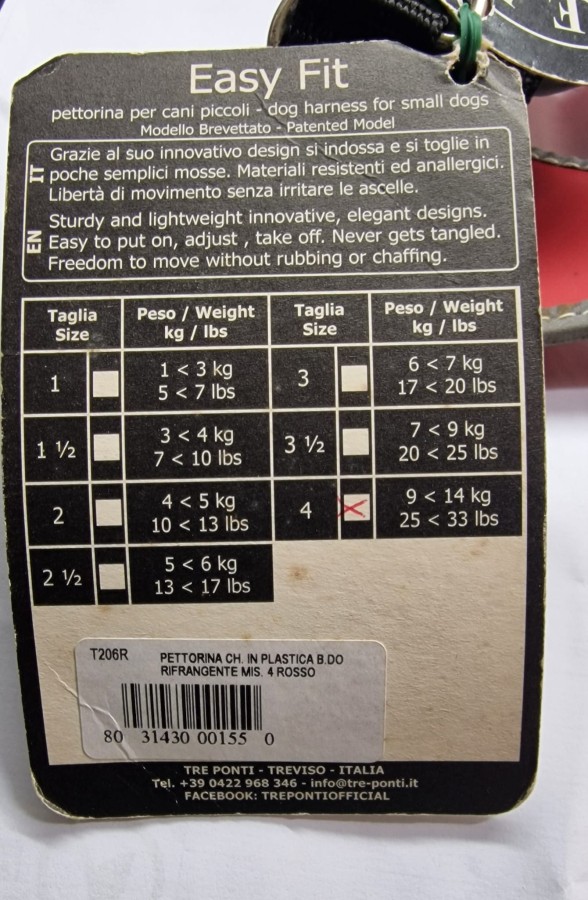 Easy Fit
pettorina per cani piccoli - dog harness for small dogs
Modello Brevettato - Patented Model
IT
Grazie al suo innovativo design si indossa e si toglie in
poche semplici mosse. Materiali resistenti ed anallergici.
Libertà di movimento senza irritare le ascelle.
EN
Sturdy and lightweight innovative, elegant designs.
Easy to put on, adjust , take off. Never gets tangled.
Freedom to move without rubbing or chaffing.
Taglia Peso / Weight Taglia Peso / Weight
Size kg / lbs Size kg / lbs
1 1 < 3 kg 3 6 < 7 kg
5 < 7 lbs 17 < 20 lbs
1 ½ 3 < 4 kg 3 ½ 7 < 9 kg
7 < 10 lbs 20 < 25 lbs
2 4 < 5 kg 4 9 < 14 kg
10 < 13 lbs 25 < 33 lbs
2 ½ 5 < 6 kg
13 < 17 lbs
T206R PETTORINA CH. IN PLASTICA B.DO
RIFRANGENTE MIS. 4 ROSSO
80 31430 00155 0
TRE PONTI - TREVISO - ITALIA
Tel. +39 0422 968 346 - info@tre-ponti.it
FACEBOOK: TREPONTIOFFICIAL